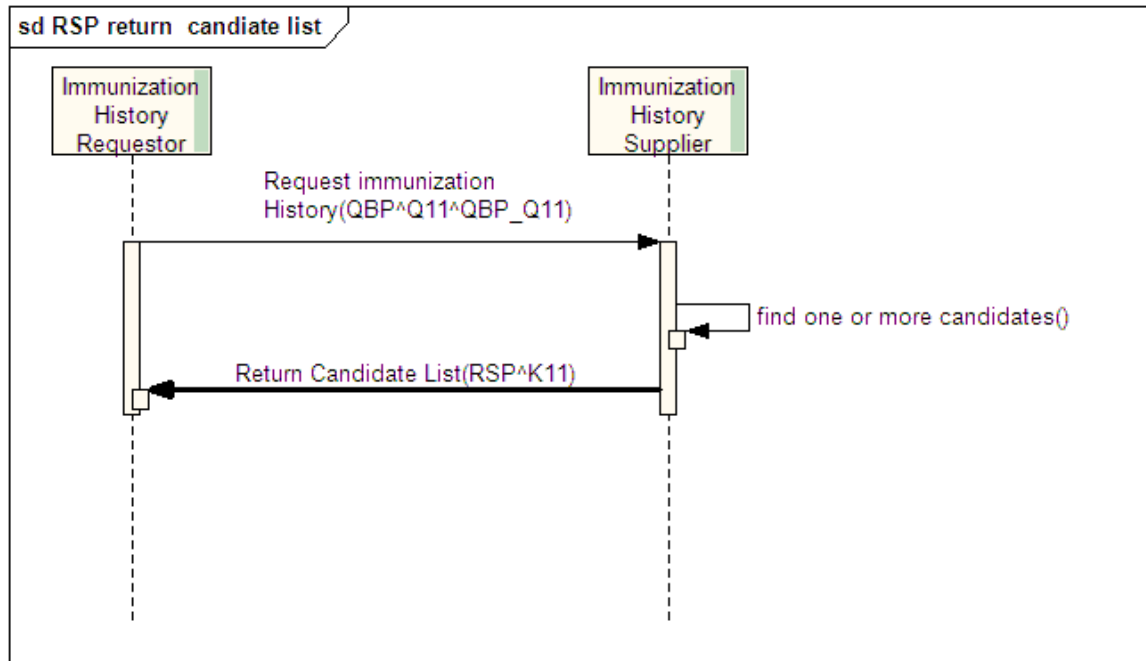 sd RSP return  candiate list
Immunization
History
Requestor
Immunization
History
Supplier
Request immunization
History(QBP^Q11^QBP_Q11)
find one or more candidates()
Return Candidate List(RSP^K11)